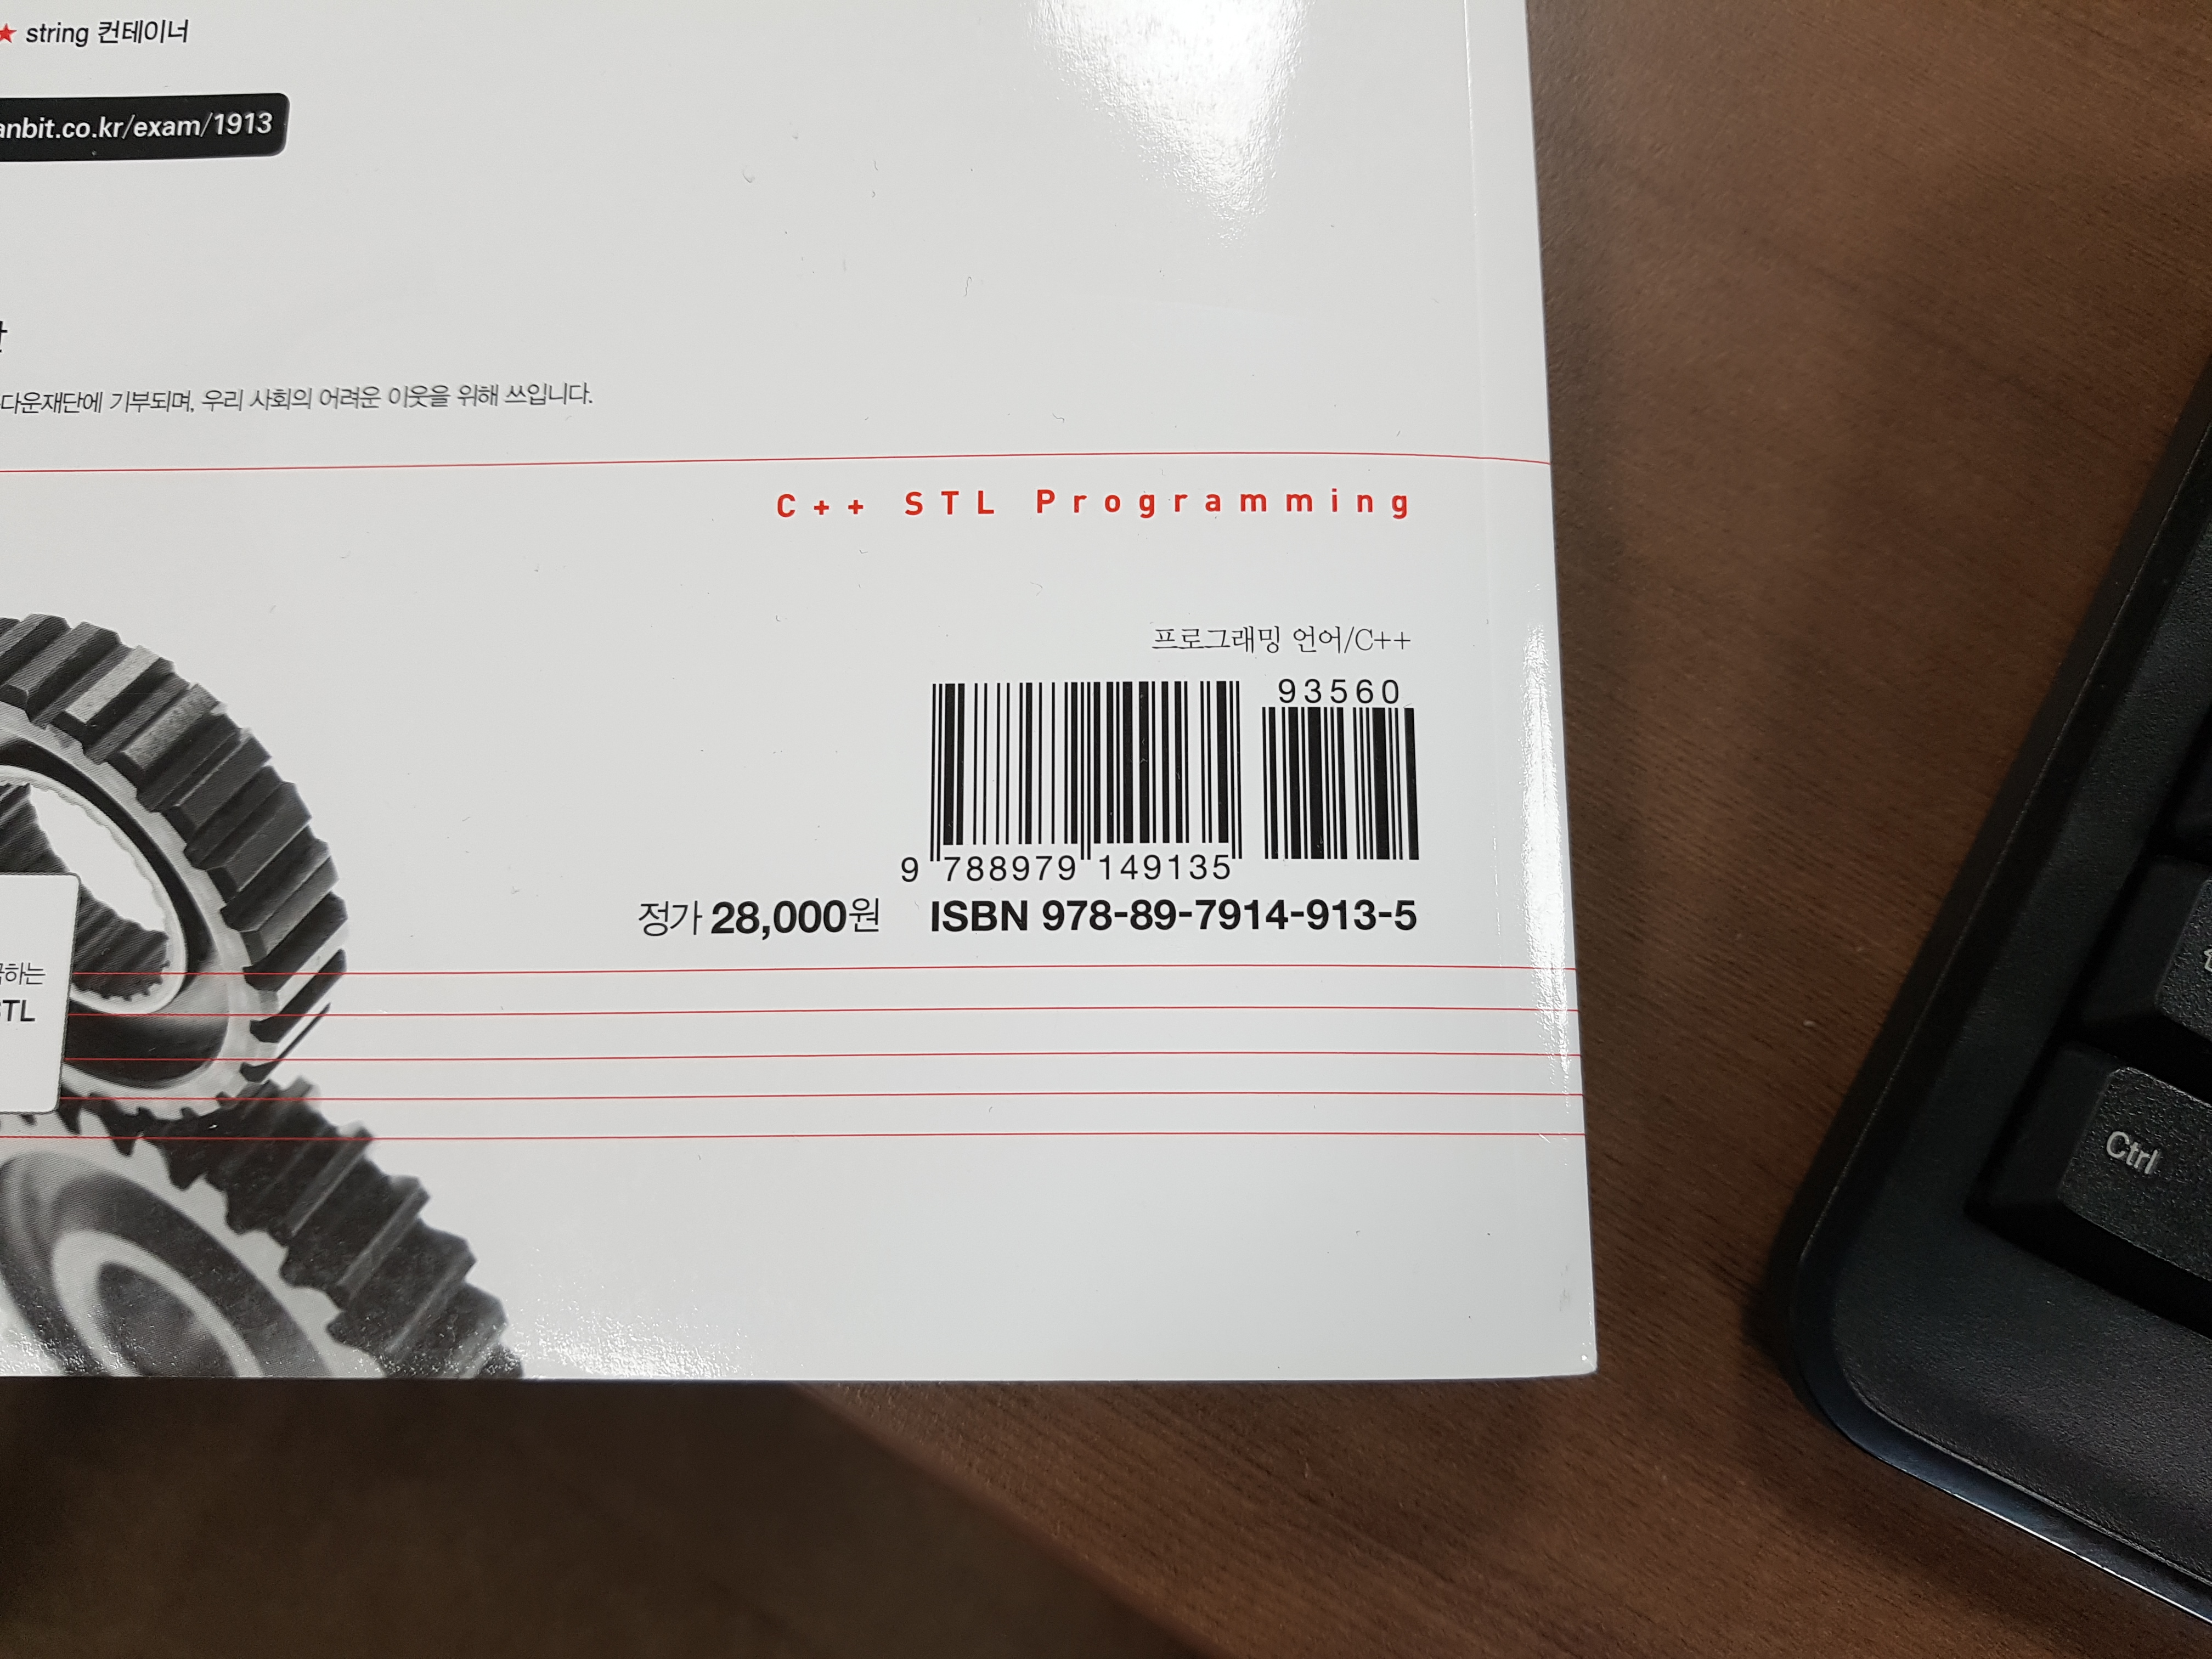 ★ string 컨테이너
anbit.co.kr/exam/1913
다운재단에 기부되며, 우리 사회의 어려운 이웃을 위해 쓰입니다.
C++ STL Programming
프로그래밍 언어/C++
93560
9 788979 149135
정가 28,000원 ISBN 978-89-7914-913-5
하는
STL
Ctrl